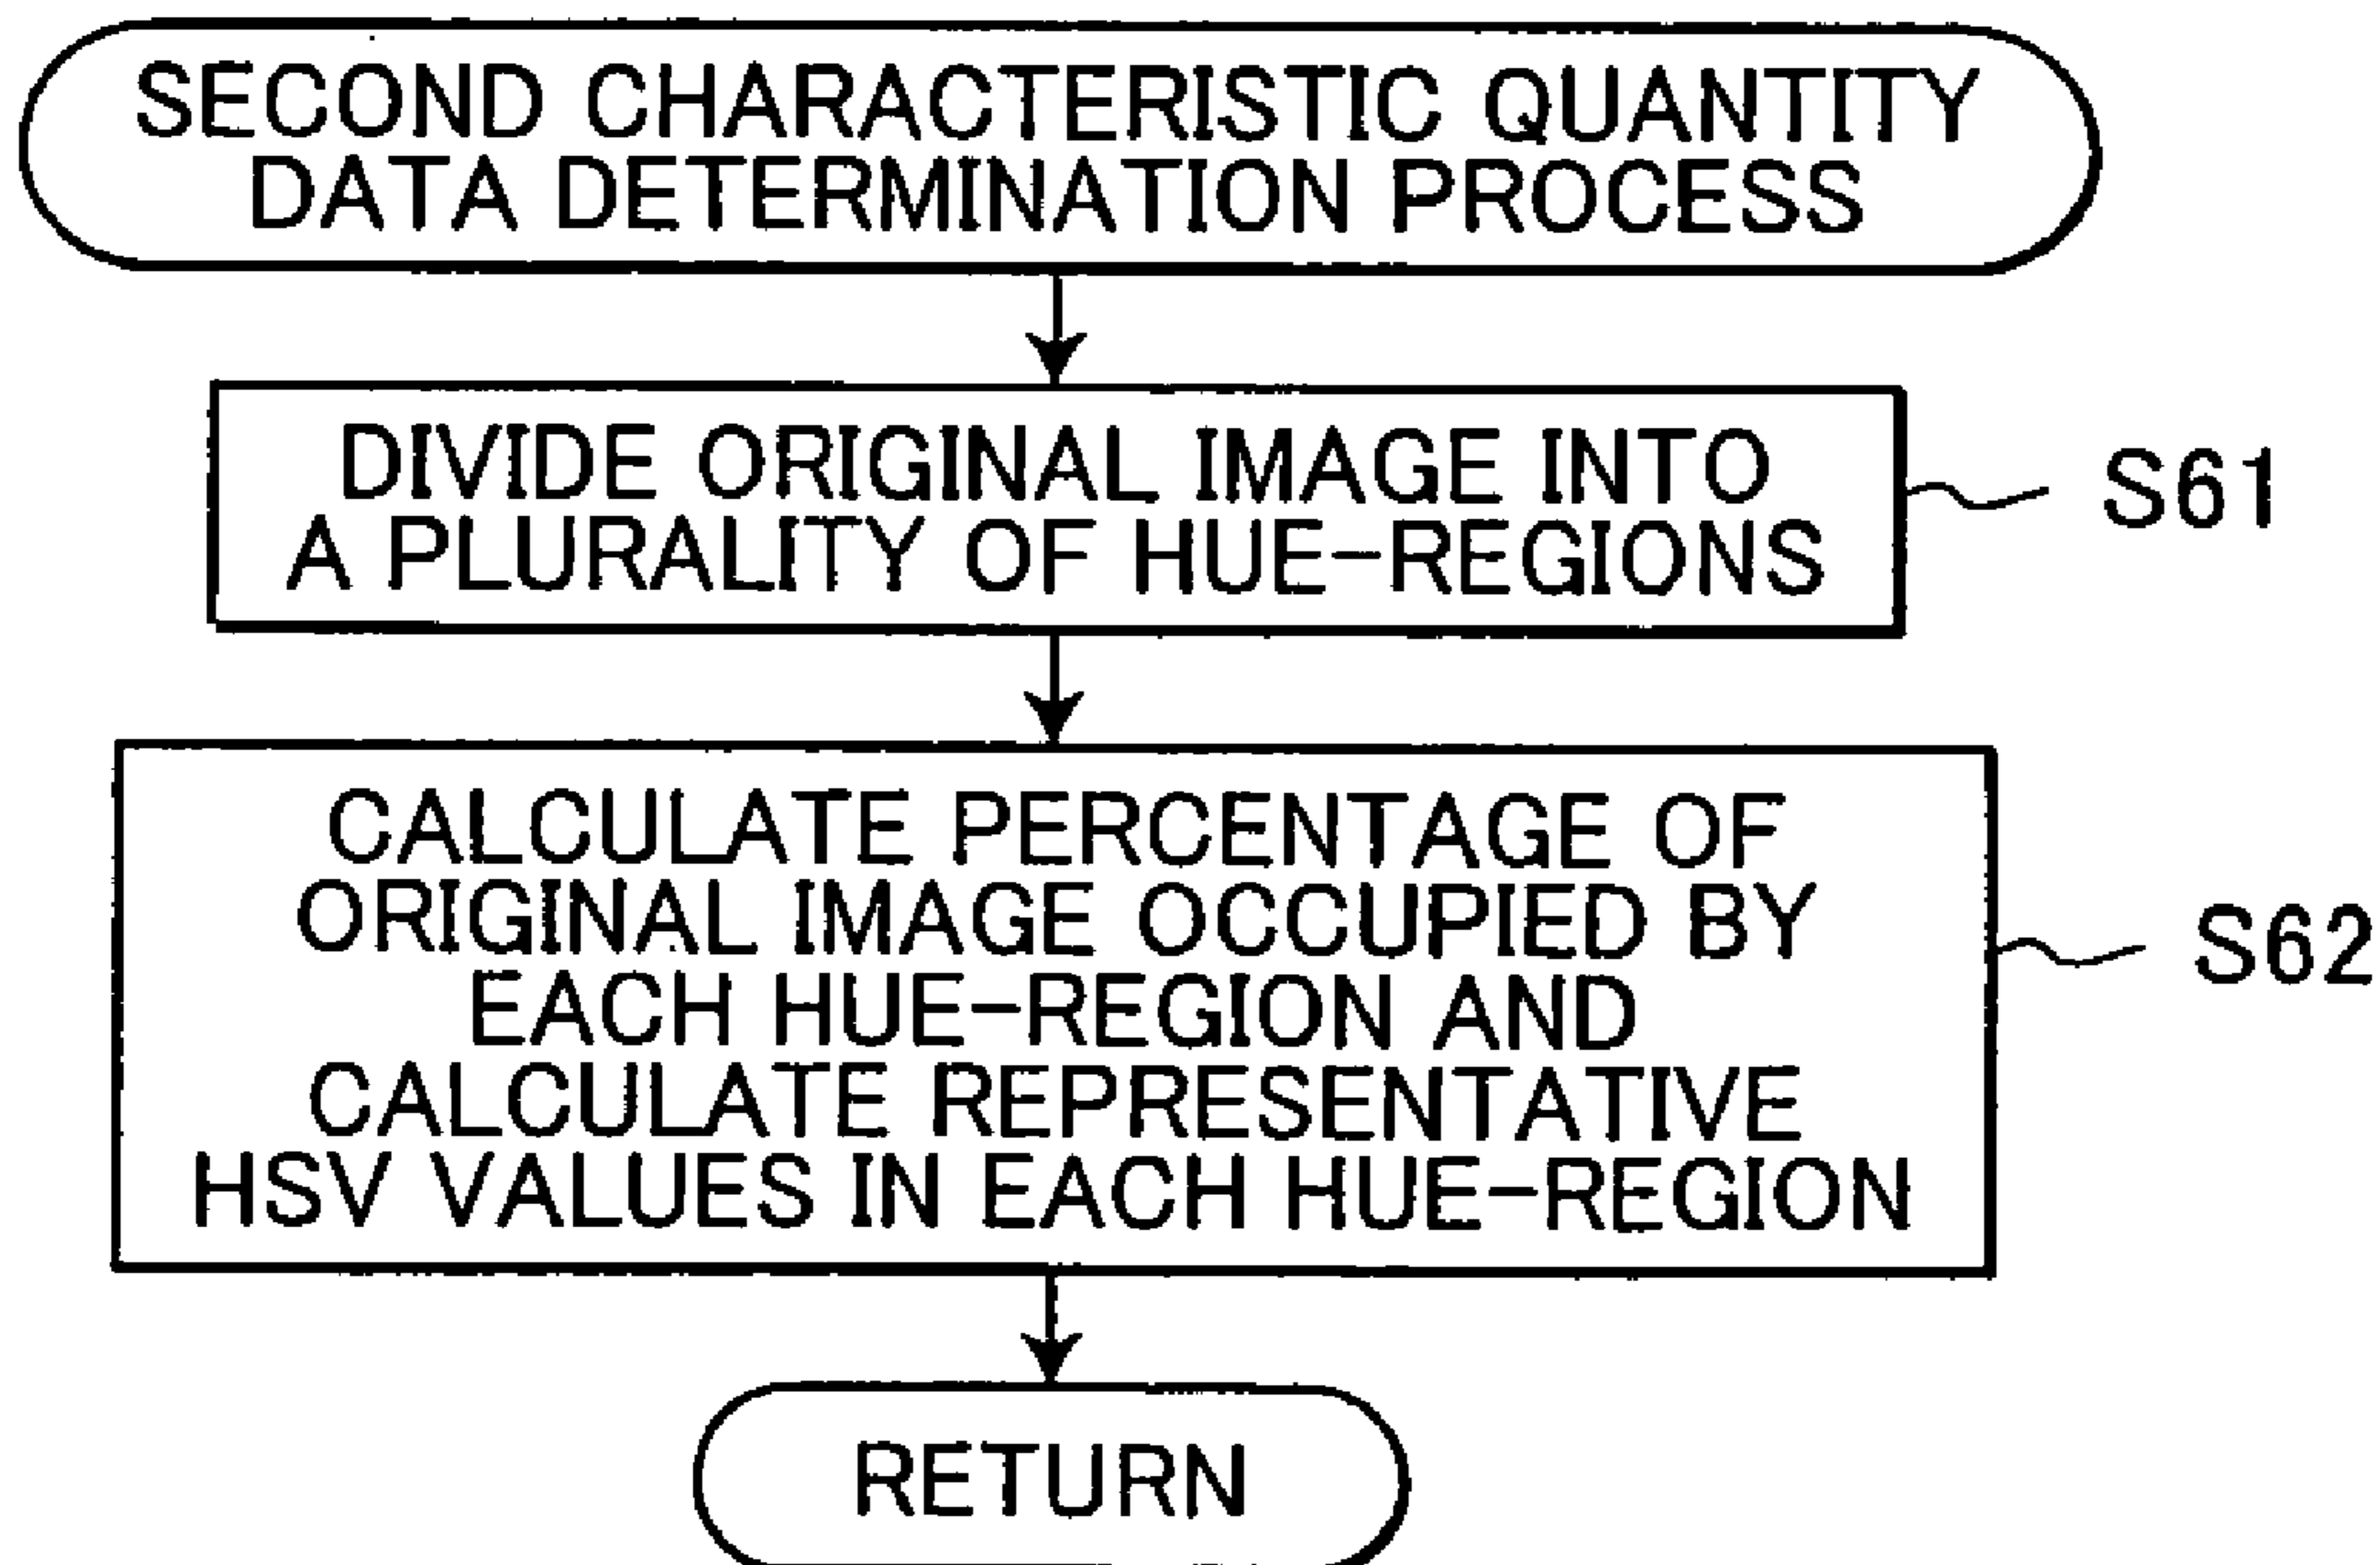 SECOND CHARACTERISTIC QUANTITY
DATA DETERMINATION PROCESS
DIVIDE ORIGINAL IMAGE INTO
A PLURALITY OF HUE-REGIONS
S61
CALCULATE PERCENTAGE OF
ORIGINAL IMAGE OCCUPIED BY
EACH HUE-REGION AND
CALCULATE REPRESENTATIVE
HSV VALUES IN EACH HUE-REGION
S62
RETURN